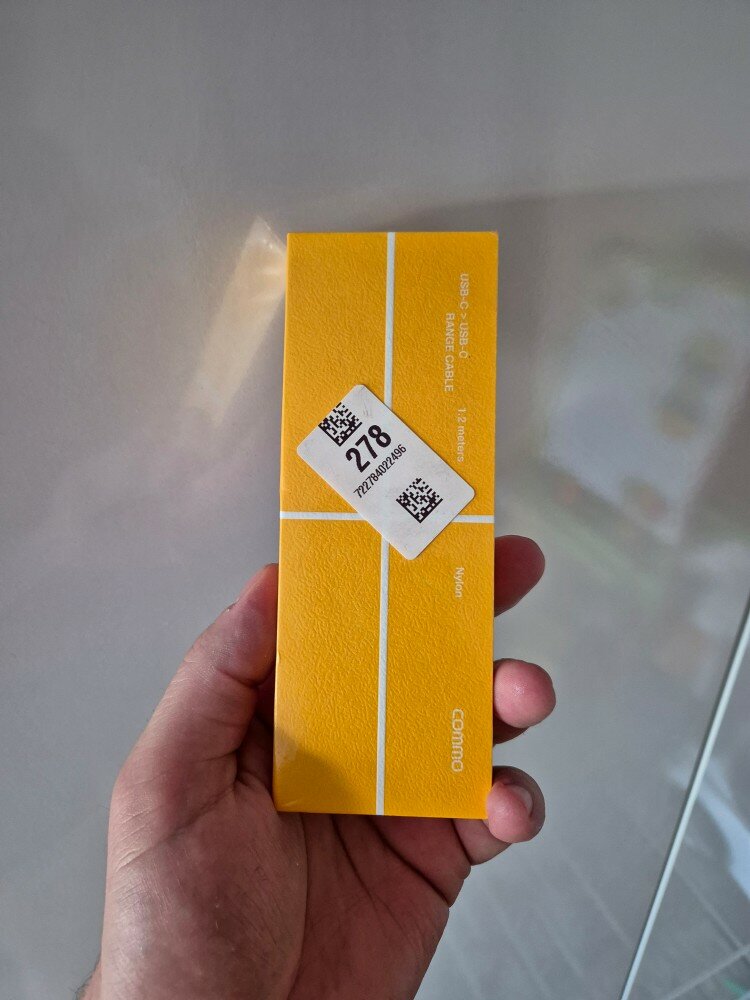 USB-C > USB-C
RANGE CABLE
1.2 meters
Nylon
commo
278
722784022496